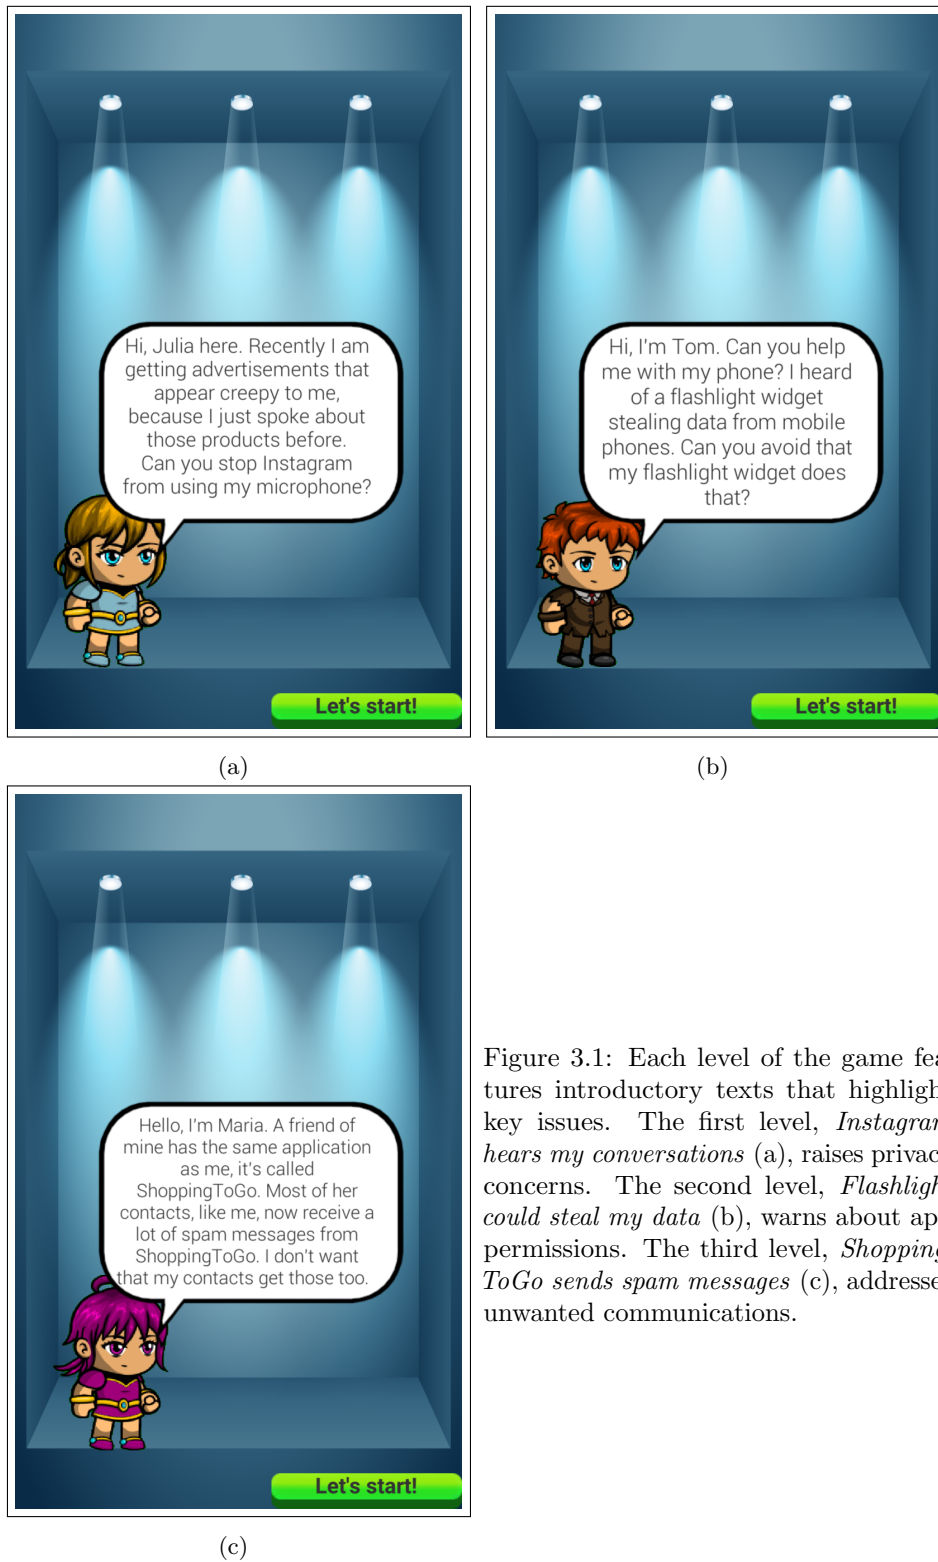 Hi, Julia here. Recently I am
getting advertisements that
appear creepy to me,
because I just spoke about
those products before.
Can you stop Instagram
from using my microphone?
Let's start!
(a)
Hi, I'm Tom. Can you help
me with my phone? I heard
of a flashlight widget
stealing data from mobile
phones. Can you avoid that
my flashlight widget does
that?
Let's start!
(b)
Hello, I'm Maria. A friend of
mine has the same application
as me, it's called
ShoppingToGo. Most of her
contacts, like me, now receive a
lot of spam messages from
ShoppingToGo. I don't want
that my contacts get those too.
Let's start!
(c)
Figure 3.1: Each level of the game fea
tures introductory texts that highligh
key issues. The first level, Instagram
hears my conversations (a), raises privac
concerns. The second level, Flashligh
could steal my data (b), warns about ap
permissions. The third level, Shopping
ToGo sends spam messages (c), addresse
unwanted communications.